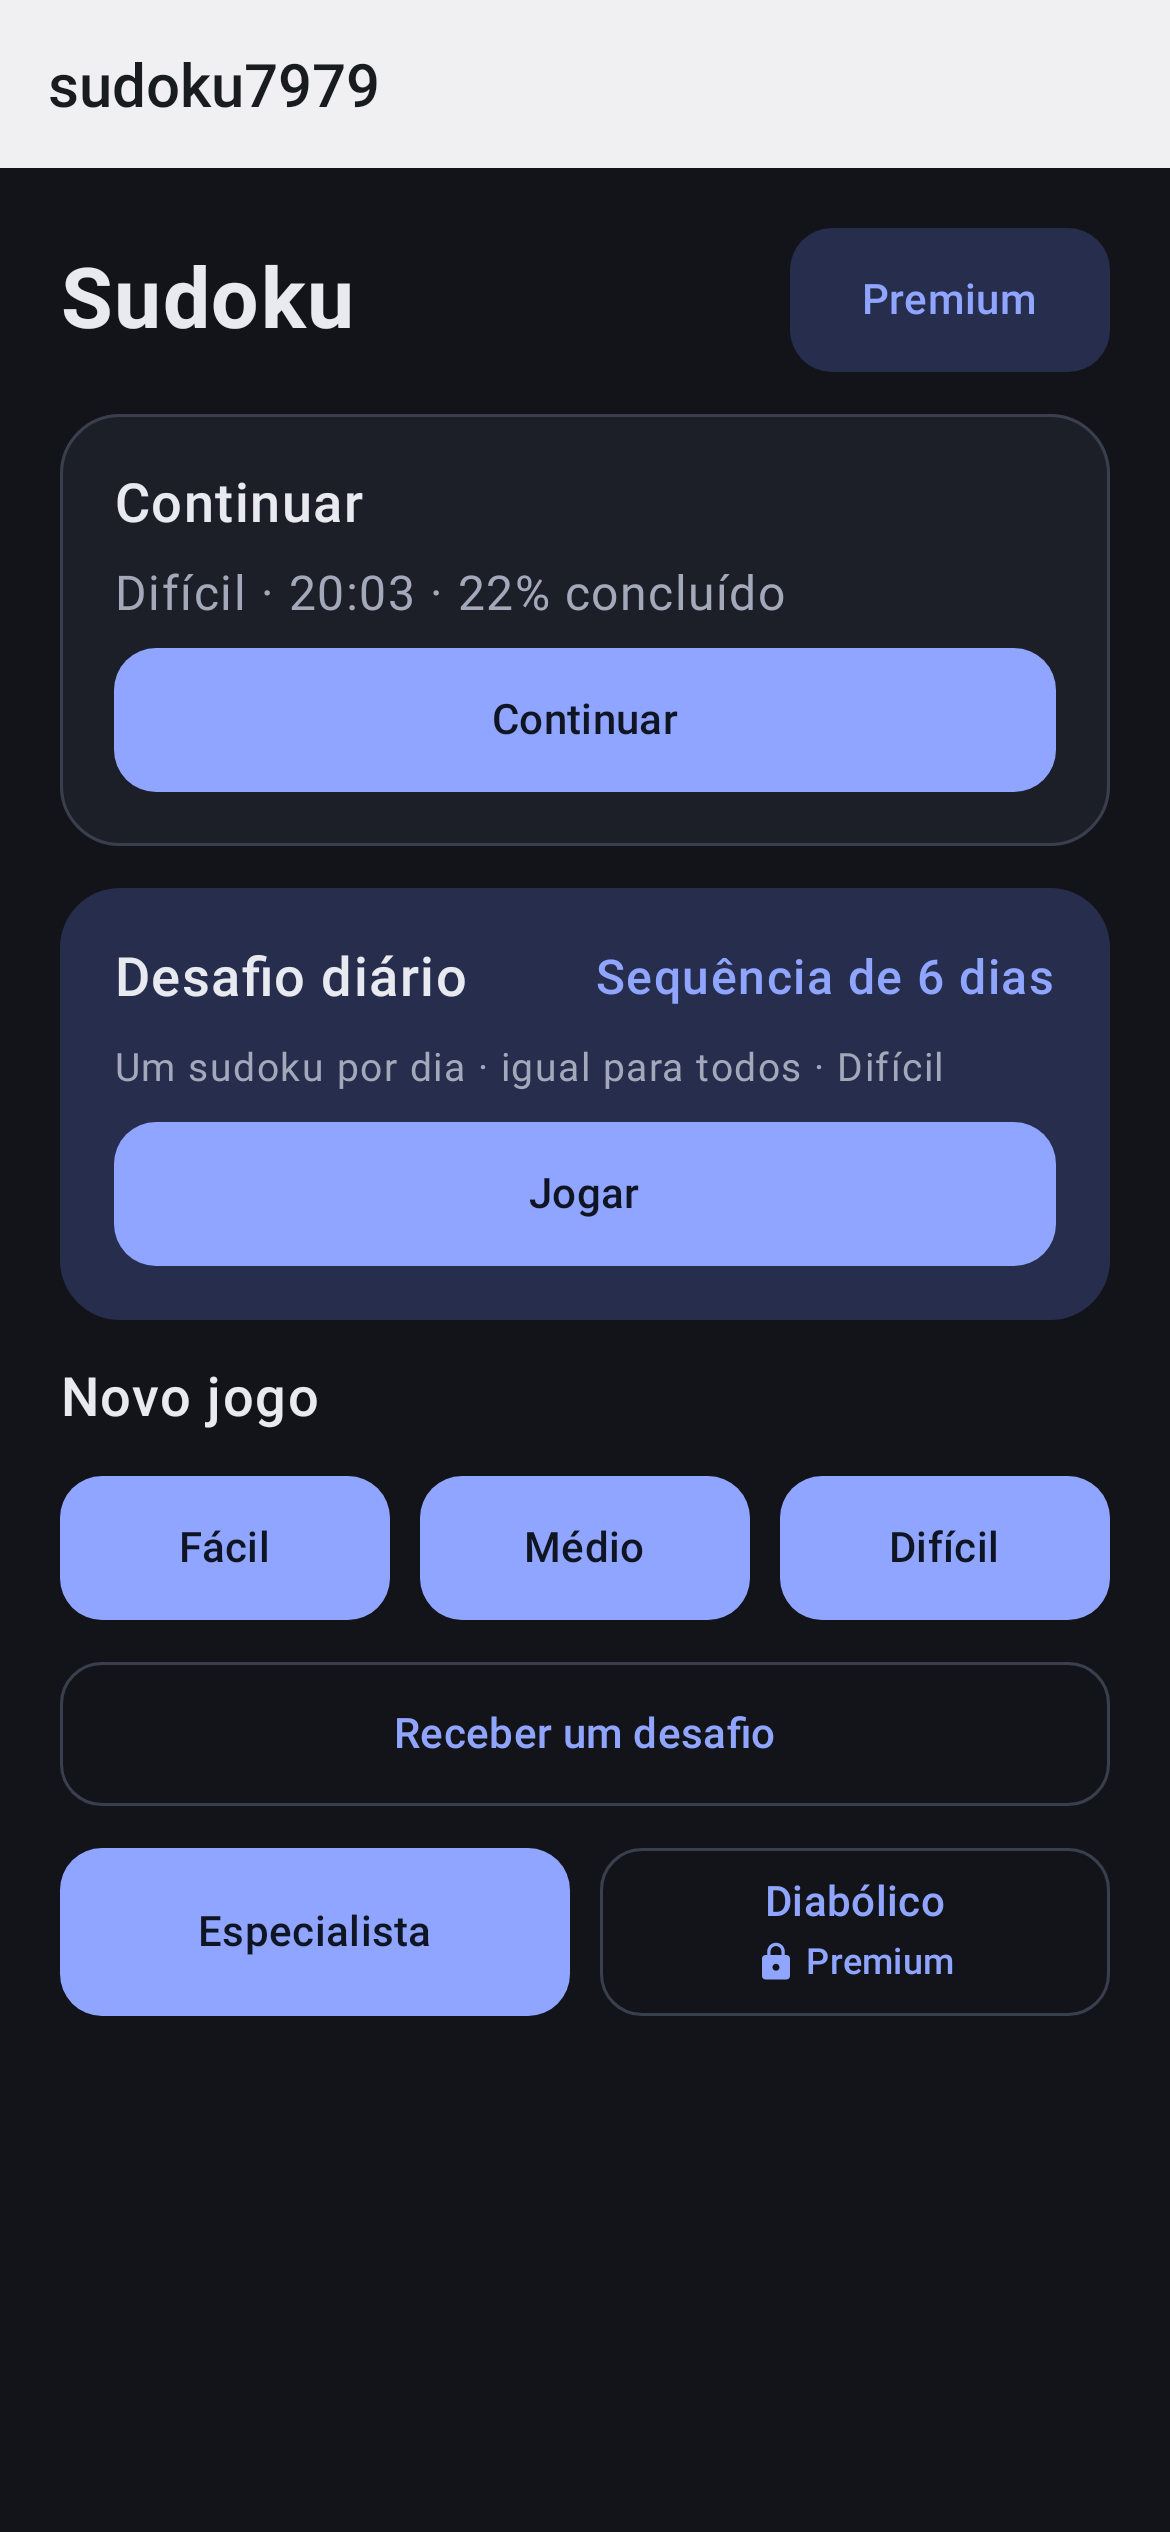 sudoku7979
Sudoku
Premium
Continuar
Difícil · 20:03 · 22% concluído
Continuar
Desafio diário
Sequência de 6 dias
Um sudoku por dia · igual para todos · Difícil
Jogar
Novo jogo
Fácil
Médio
Difícil
Receber um desafio
Especialista
Diabólico
Premium